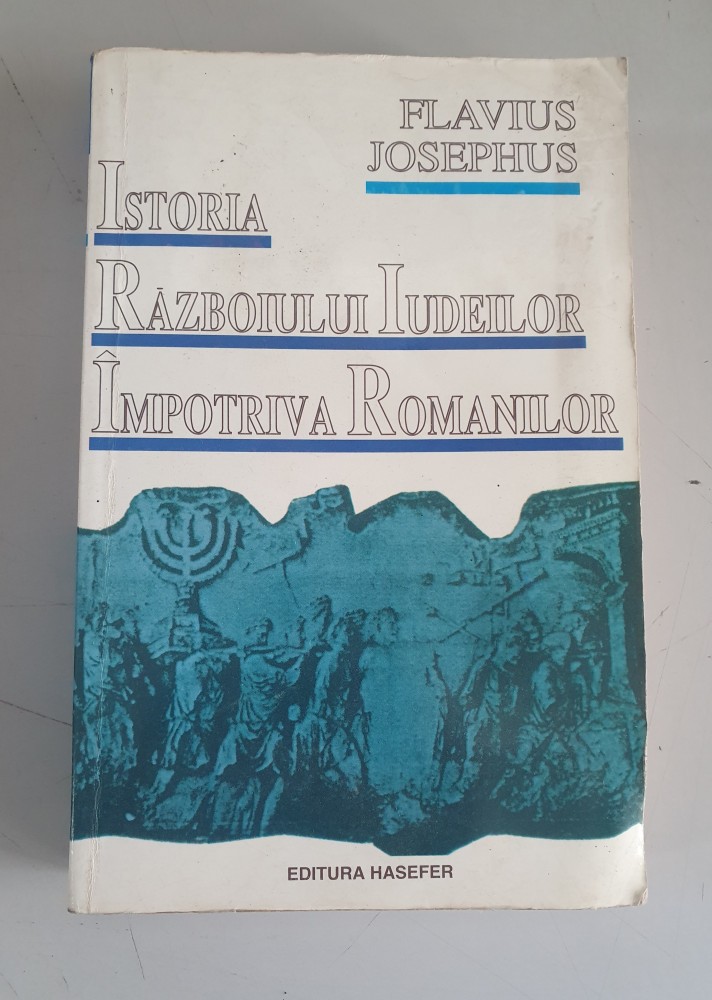 FLAVIUS
JOSEPHUS
ISTORIA
RĂZBOIULUI IUDEILOR
ÎMPOTRIVA ROMANILOR
EDITURA HASEFER